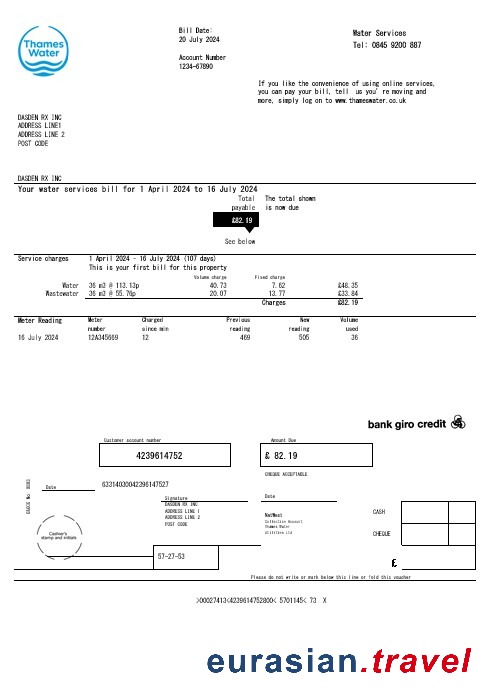 Thames
Water
Bill Date:
20 July 2024
Account Number
1234-67890
Water Services
Tel: 0845 9200 887
If you like the convenience of using online services,
you can pay your bill, tell us you're moving and
more, simply log on to www.thameswater.co.uk
DASDEN RX INC
ADDRESS LINE1
ADDRESS LINE 2
POST CODE
DASDEN RX INC
Your water services bill for 1 April 2024 to 16 July 2024
Total payable The total shown is now due
£82.19
See below
Service charges 1 April 2024 - 16 July 2024 (107 days)
This is your first bill for this property
Volume charge Fixed charge
Water 36 m3 @ 113.13p 40.73 7.62 £48.35
Wastewater 36 m3 @ 55.76p 20.07 13.77 £33.84
Charges £82.19
Meter Reading Meter number Charged since min Previous reading New reading Volume used
16 July 2024 12A345669 12 469 505 36
bank giro credit
Customer account number
4239614752
Amount Due
£ 82.19
CHEQUE ACCEPTABLE
63314030042396147527
Date
Signature
DASDEN RX INC
ADDRESS LINE 1
ADDRESS LINE 2
POST CODE
Date
NatWest
Collection Account
Thames Water
Utilities Ltd
CASH
CHEQUE
£
Cashier's
stamp and initials
57-27-53
Please do not write or mark below this line or fold this voucher
>00027413<4239614752800< 5701145< 73 X
eurasian.travel